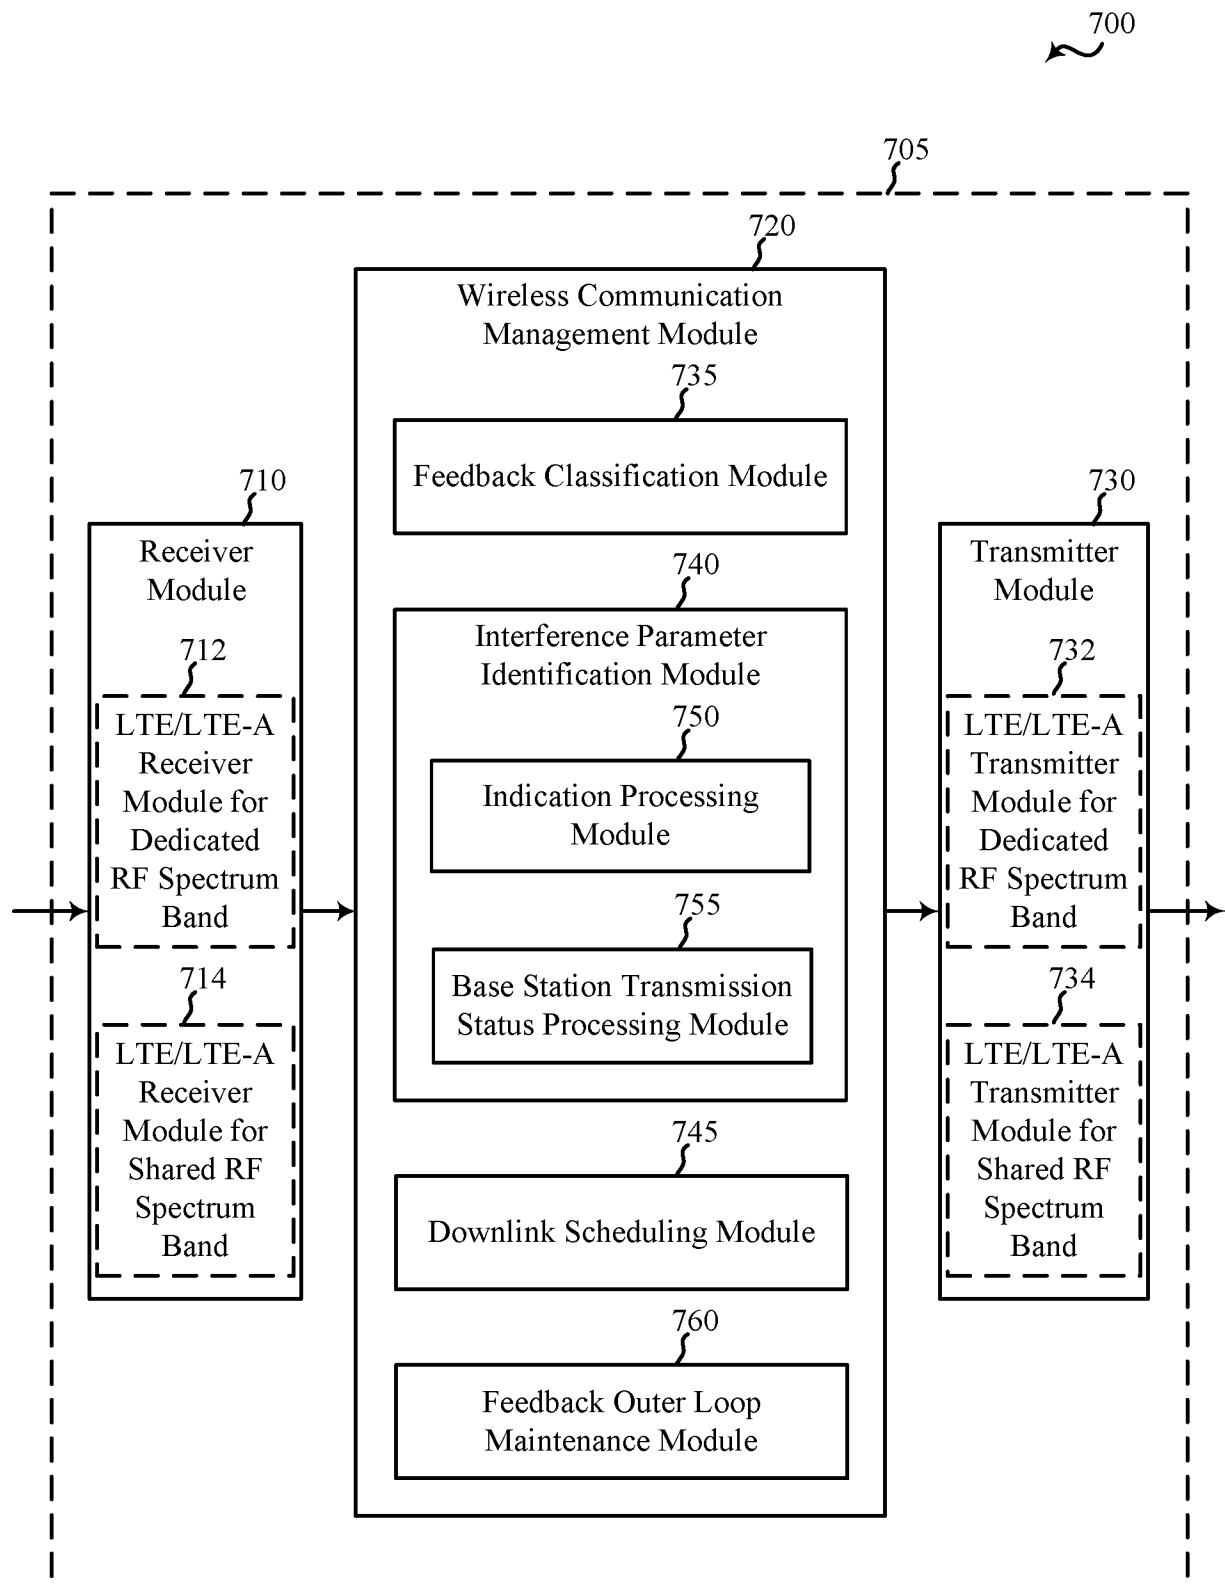 700
705
720
Wireless Communication
Management Module
735
Feedback Classification Module
710
Receiver
Module
712
LTE/LTE-A
Receiver
Module for
Dedicated
RF Spectrum
Band
714
LTE/LTE-A
Receiver
Module for
Shared RF
Spectrum
Band
740
Interference Parameter
Identification Module
750
Indication Processing
Module
755
Base Station Transmission
Status Processing Module
745
Downlink Scheduling Module
760
Feedback Outer Loop
Maintenance Module
730
Transmitter
Module
732
LTE/LTE-A
Transmitter
Module for
Dedicated
RF Spectrum
Band
734
LTE/LTE-A
Transmitter
Module for
Shared RF
Spectrum
Band